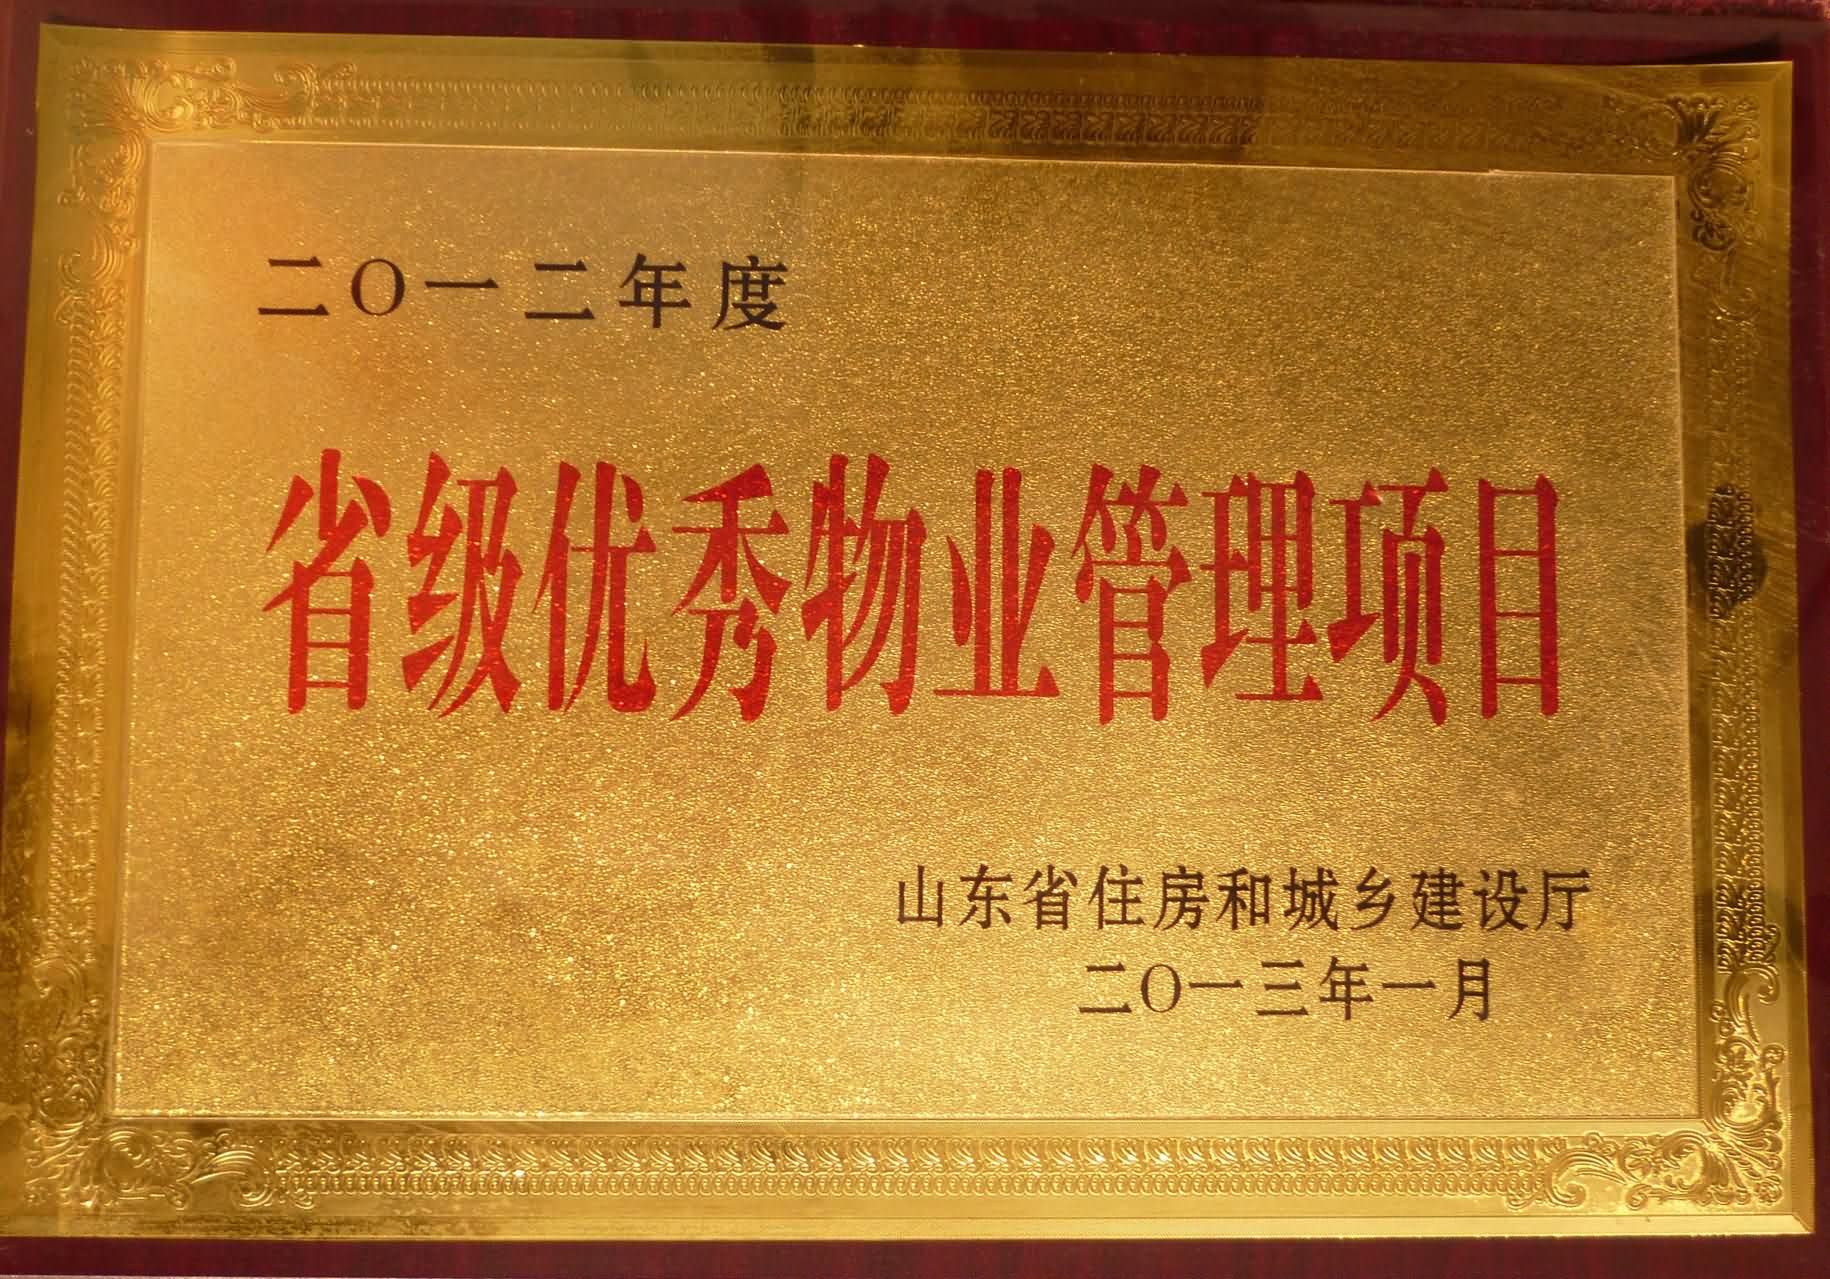 二〇一二年度
省级优秀物业管理项目
山东省住房和城乡建设厅
二〇一三年一月